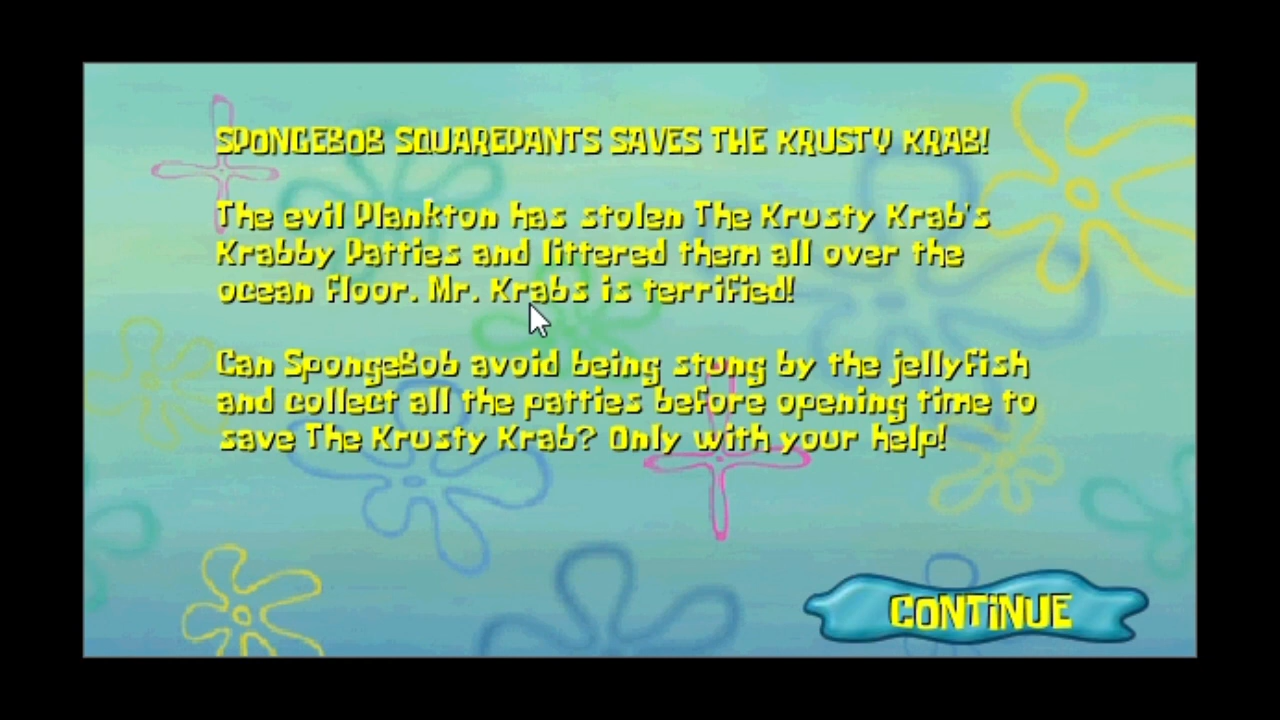 SPONGEBOB SQUAREPANTS SAVES THE KRUSTY KRAB!
The evil Plankton has stolen The Krusty Krab's
Krabby Patties and littered them all over the
ocean floor. Mr. Krabs is terrified!
Can SpongeBob avoid being stung by the jellyfish
and collect all the patties before opening time to
save The Krusty Krab? Only with your help!
CONTINUE